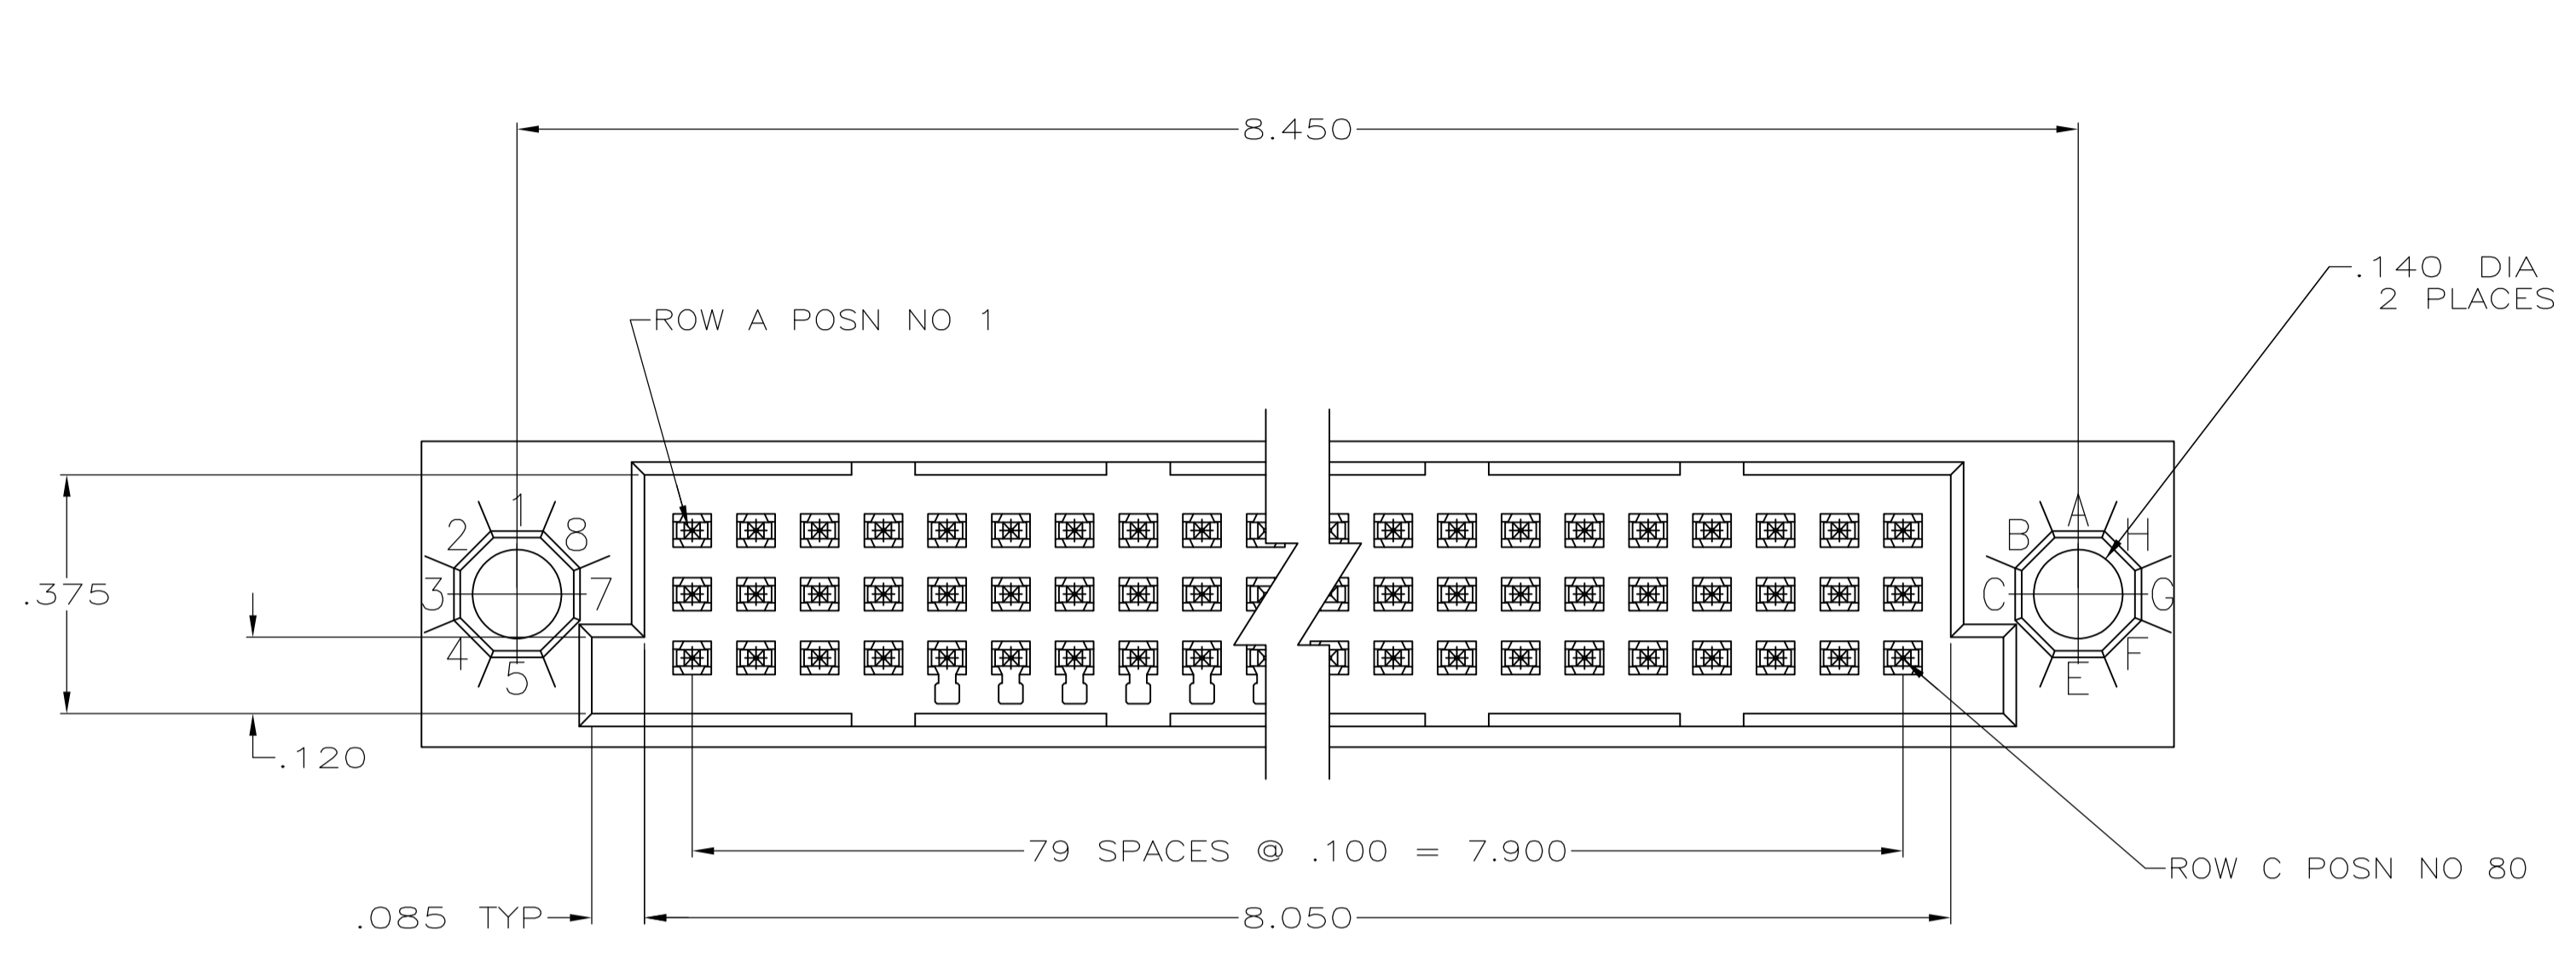 8.450
.140 DIA
2 PLACES
ROW A POSN NO 1
1
2
8
3
7
4
5
A
B
H
C
G
F
E
.375
.120
79 SPACES @ .100 = 7.900
ROW C POSN NO 80
.085 TYP
8.050